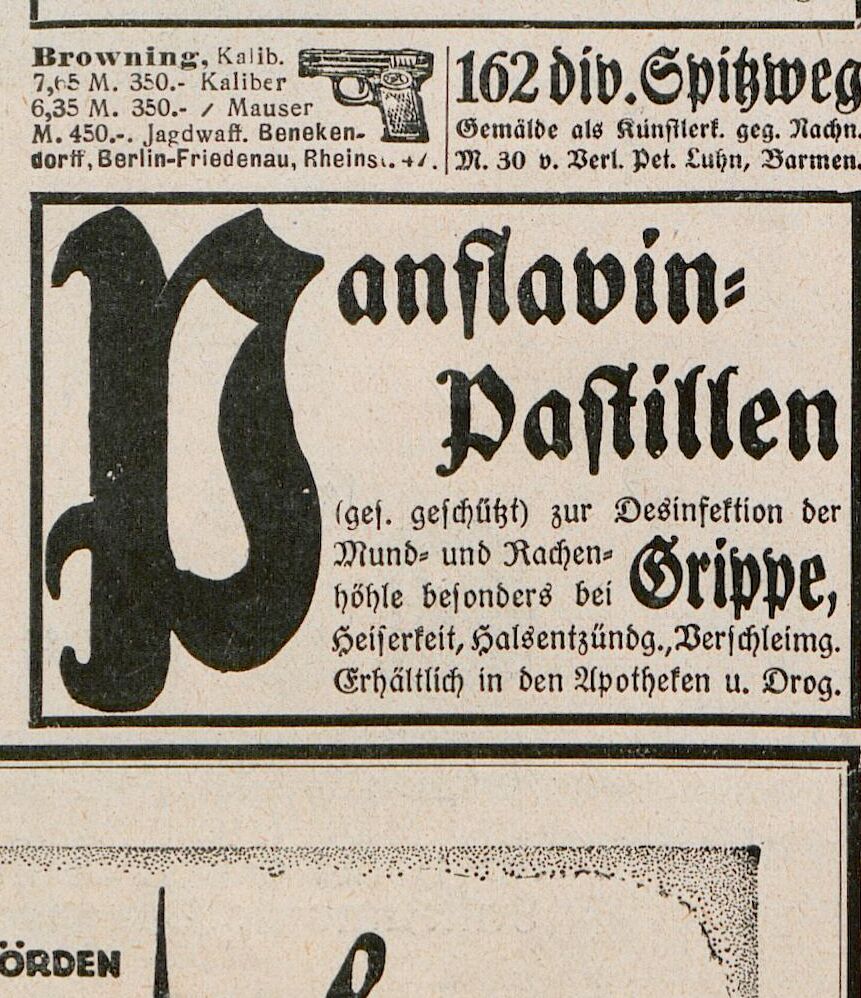 Browning, Kalib.
7,65 M. 350.- Kaliber
6,35 M. 350.- / Mauser
M. 450.-. Jagdwaff. Beneken-
dorff, Berlin-Friedenau, Rheinst. 47.
162 div. Spitzweg
Gemälde als Künstlerk. geg. Nachn.
M. 30 v. Verl. Pet. Luhn, Barmen.
Panflavin-
Pastillen
(ges. geschützt) zur Desinfektion der
Mund- und Rachen-
höhle besonders bei Grippe,
Heiserkeit, Halsentzündg., Verschleimg.
Erhältlich in den Apotheken u. Drog.
ÖRDEN